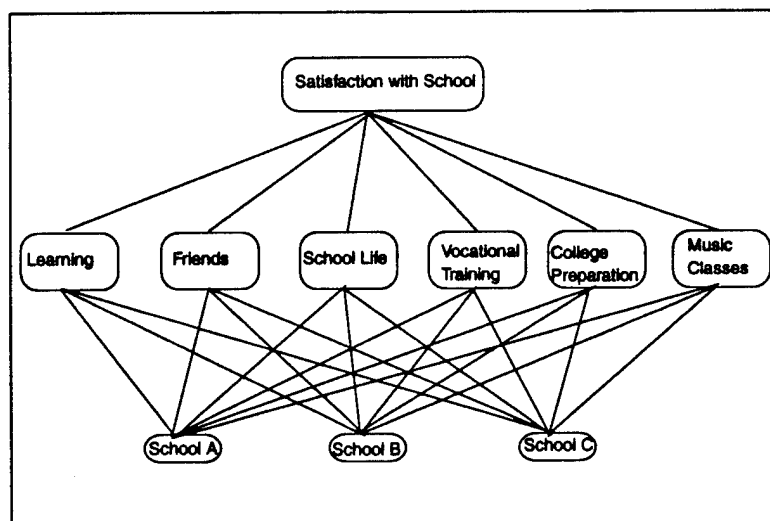 Satisfaction with School
Learning
Friends
School Life
Vocational
Training
College
Preparation
Music
Classes
School A
School B
School C